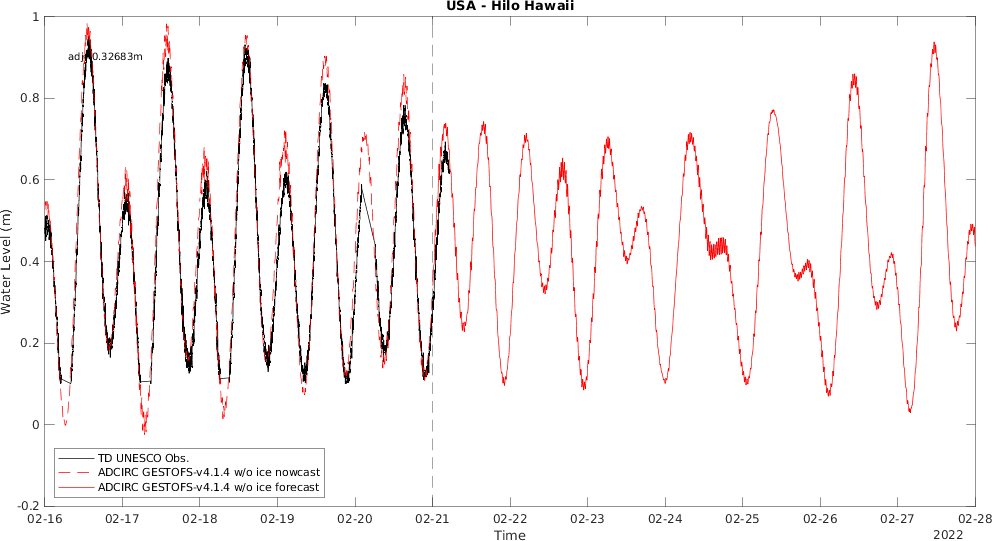 USA - Hilo Hawaii
1
0.8
0.6
0.4
0.2
0
-0.2
Water Level (m)
TD UNESCO Obs.
ADCIRC GESTOFS-v4.1.4 w/o ice nowcast
ADCIRC GESTOFS-v4.1.4 w/o ice forecast
02-16 02-17 02-18 02-19 02-20 02-21 02-22 02-23 02-24 02-25 02-26 02-27 02-28
Time
2022